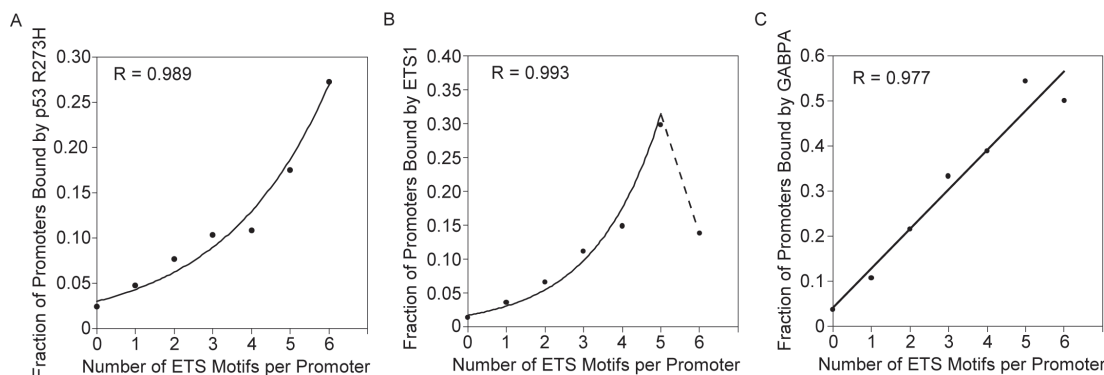 A
Fraction of Promoters Bound by p53 R273H
0.30
0.25
0.20
0.15
0.10
0.05
0
R = 0.989
0 1 2 3 4 5 6
Number of ETS Motifs per Promoter
B
Fraction of Promoters Bound by ETS1
0.40
0.35
0.30
0.25
0.20
0.15
0.10
0.05
0
R = 0.993
0 1 2 3 4 5 6
Number of ETS Motifs per Promoter
C
Fraction of Promoters Bound by GABPA
0.6
0.5
0.4
0.3
0.2
0.1
0
R = 0.977
0 1 2 3 4 5 6
Number of ETS Motifs per Promoter